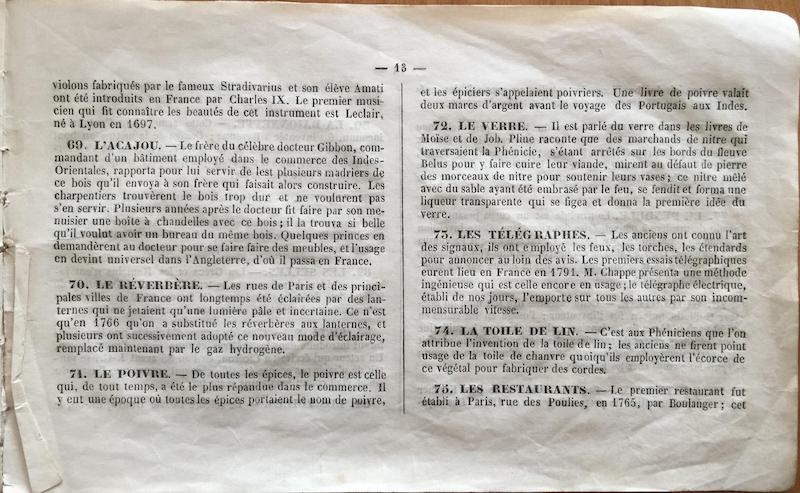 — 13 —
violons fabriqués par le fameux Stradivarius et son élève Amati
ont été introduits en France par Charles IX. Le premier musi-
cien qui fit connaître les beautés de cet instrument est Leclair,
né à Lyon en 1697.
69. L'ACAJOU. — Le frère du célèbre docteur Gibbon, com-
mandant d'un bâtiment employé dans le commerce des Indes-
Orientales, rapporta pour lui servir de lest plusieurs madriers de
ce bois qu'il envoya à son frère qui faisait alors construire. Les
charpentiers trouvèrent le bois trop dur et ne voulurent pas
s'en servir. Plusieurs années après le docteur fit faire par son me-
nuisier une boîte à chandelles avec ce bois; il la trouva si belle
qu'il voulut avoir un bureau du même bois. Quelques princes en
demandèrent au docteur pour se faire faire des meubles, et l'usage
en devint universel dans l'Angleterre, d'où il passa en France.
70. LE RÉVERBÈRE. — Les rues de Paris et des princi-
pales villes de France ont longtemps été éclairées par des lan-
ternes qui ne jetaient qu'une lumière pâle et incertaine. Ce n'est
qu'en 1766 qu'on a substitué les réverbères aux lanternes, et
plusieurs ont sucessivement adopté ce nouveau mode d'éclairage,
remplacé maintenant par le gaz hydrogène.
71. LE POIVRE. — De toutes les épices, le poivre est celle
qui, de tout temps, a été le plus répandue dans le commerce. Il
y eut une époque où toutes les épices portaient le nom de poivre,
et les épiciers s'appelaient poivriers. Une livre de poivre valait
deux marcs d'argent avant le voyage des Portugais aux Indes.
72. LE VERRE. — Il est parlé du verre dans les livres de
Moïse et de Job. Pline raconte que des marchands de nitre qui
traversaient la Phénicie, s'étant arrêtés sur les bords du fleuve
Belus pour y faire cuire leur viande, mirent au défaut de pierre
des morceaux de nitre pour soutenir leurs vases; ce nitre mêlé
avec du sable ayant été embrasé par le feu, se fendit et forma une
liqueur transparente qui se figea et donna la première idée du
verre.
73. LES TÉLÉGRAPHES. — Les anciens ont connu l'art
des signaux, ils ont employé les feux, les torches, les étendards
pour annoncer au loin des avis. Les premiers essais télégraphiques
eurent lieu en France en 1791. M. Chappe présenta une méthode
ingénieuse qui est celle encore en usage; le télégraphe électrique,
établi de nos jours, l'emporte sur tous les autres par son incom-
mensurable vitesse.
74. LA TOILE DE LIN. — C'est aux Phéniciens que l'on
attribue l'invention de la toile de lin; les anciens ne firent point
usage de la toile de chanvre quoiqu'ils employèrent l'écorce de
ce végétal pour fabriquer des cordes.
75. LES RESTAURANTS. — Le premier restaurant fut
établi à Paris, rue des Poulies, en 1765, par Boulanger; cet